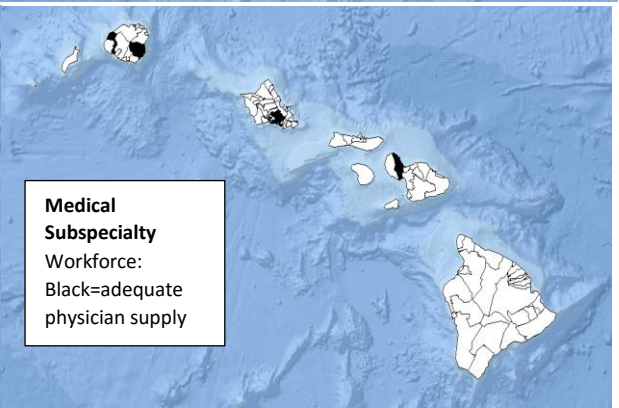 Medical
Subspecialty
Workforce:
Black=adequate
physician supply